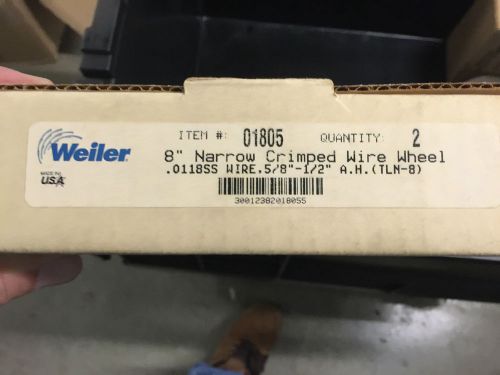 Weiler
MADE IN
USA
ITEM #: 01805 QUANTITY: 2
8" Narrow Crimped Wire Wheel
.0118SS WIRE.5/8"-1/2" A.H.(TLN-8)
30012382018055